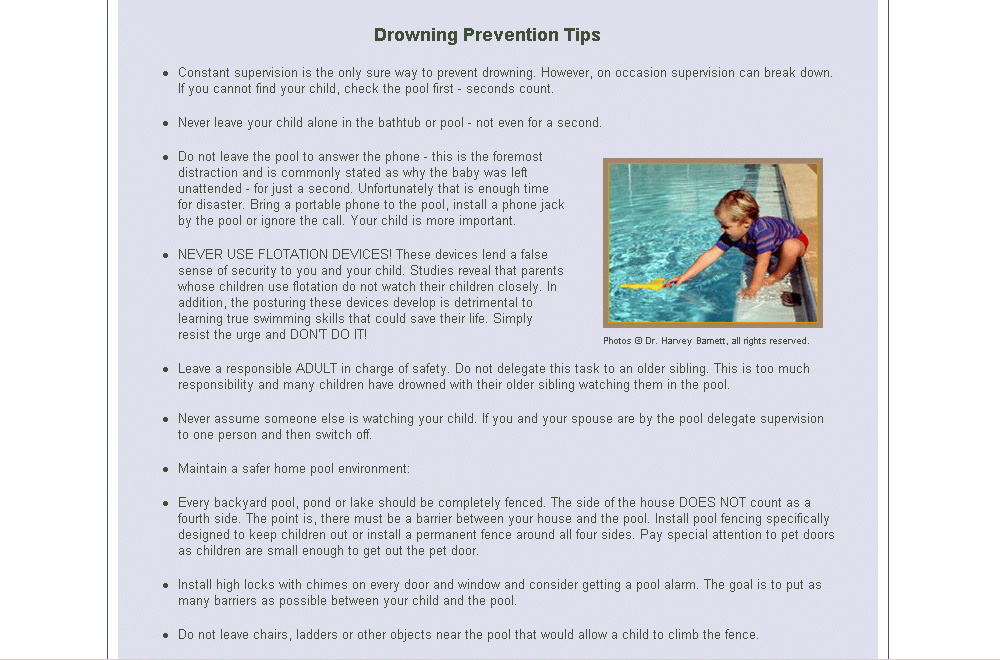 Drowning Prevention Tips
Constant supervision is the only sure way to prevent drowning. However, on occasion supervision can break down.
If you cannot find your child, check the pool first - seconds count.
Never leave your child alone in the bathtub or pool - not even for a second.
Do not leave the pool to answer the phone - this is the foremost
distraction and is commonly stated as why the baby was left
unattended - for just a second. Unfortunately that is enough time
for disaster. Bring a portable phone to the pool, install a phone jack
by the pool or ignore the call. Your child is more important.
NEVER USE FLOTATION DEVICES! These devices lend a false
sense of security to you and your child. Studies reveal that parents
whose children use flotation do not watch their children closely. In
addition, the posturing these devices develop is detrimental to
learning true swimming skills that could save their life. Simply
resist the urge and DON'T DO IT!
Photos © Dr. Harvey Barnett, all rights reserved.
Leave a responsible ADULT in charge of safety. Do not delegate this task to an older sibling. This is too much
responsibility and many children have drowned with their older sibling watching them in the pool.
Never assume someone else is watching your child. If you and your spouse are by the pool delegate supervision
to one person and then switch off.
Maintain a safer home pool environment:
Every backyard pool, pond or lake should be completely fenced. The side of the house DOES NOT count as a
fourth side. The point is, there must be a barrier between your house and the pool. Install pool fencing specifically
designed to keep children out or install a permanent fence around all four sides. Pay special attention to pet doors
as children are small enough to get out the pet door.
Install high locks with chimes on every door and window and consider getting a pool alarm. The goal is to put as
many barriers as possible between your child and the pool.
Do not leave chairs, ladders or other objects near the pool that would allow a child to climb the fence.